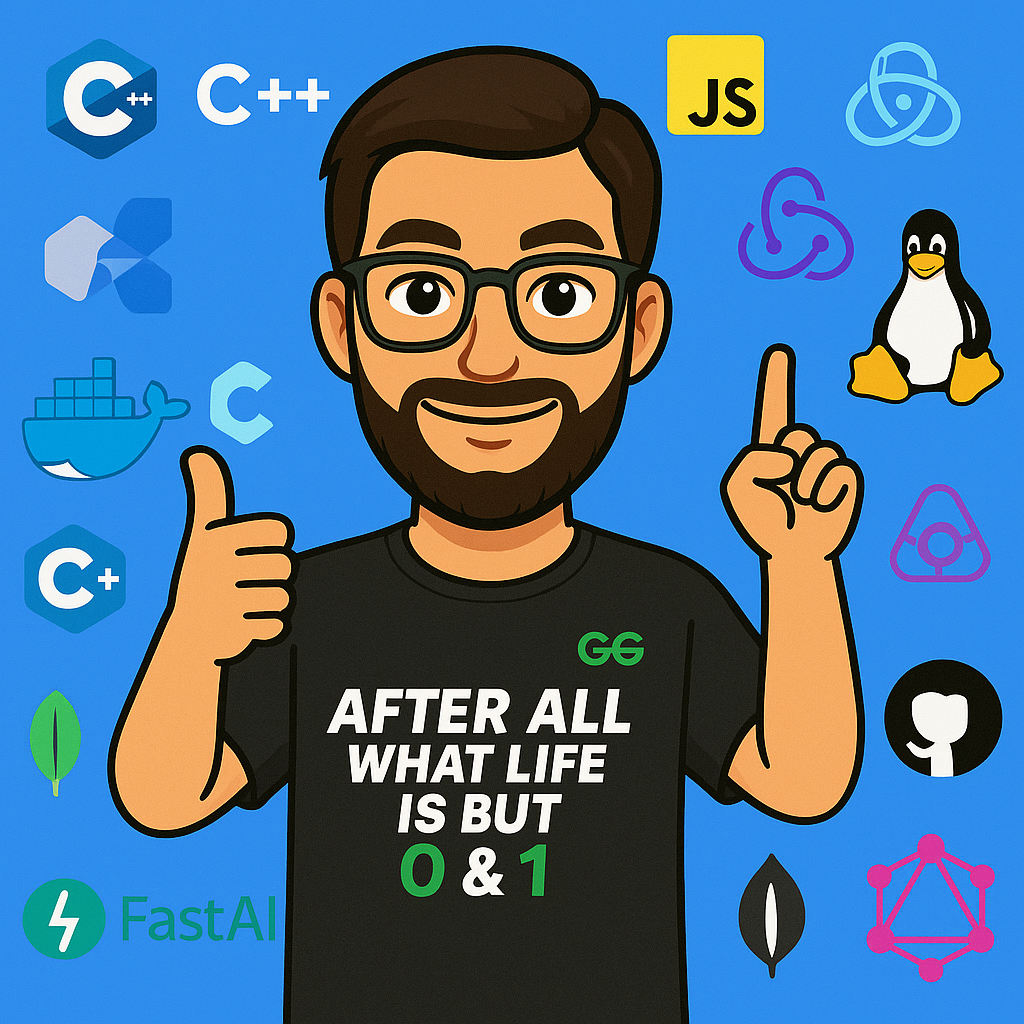 C++
C++
JS
C
C+
GG
AFTER ALL
WHAT LIFE
IS BUT
0 & 1
FastAI